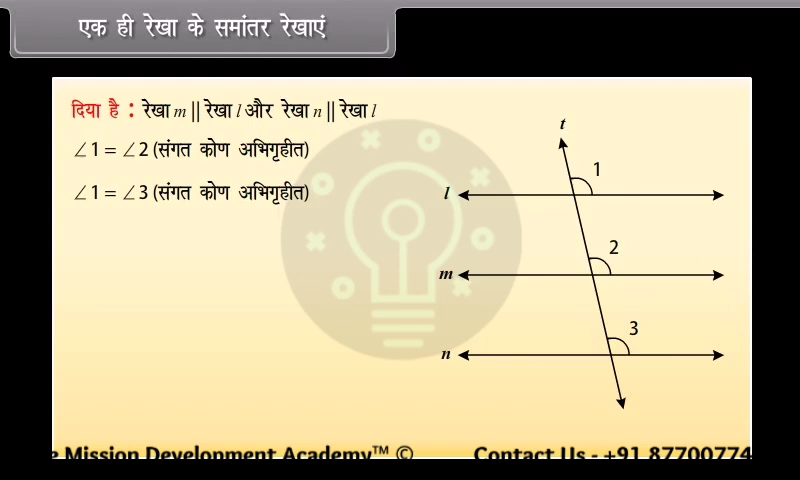 एक ही रेखा के समांतर रेखाएं
दिया है : रेखा m || रेखा l और रेखा n || रेखा l
∠1 = ∠2 (संगत कोण अभिगृहीत)
∠1 = ∠3 (संगत कोण अभिगृहीत)
t
1
l
2
m
3
n
e Mission Development Academy™ © Contact Us - +91 87700774